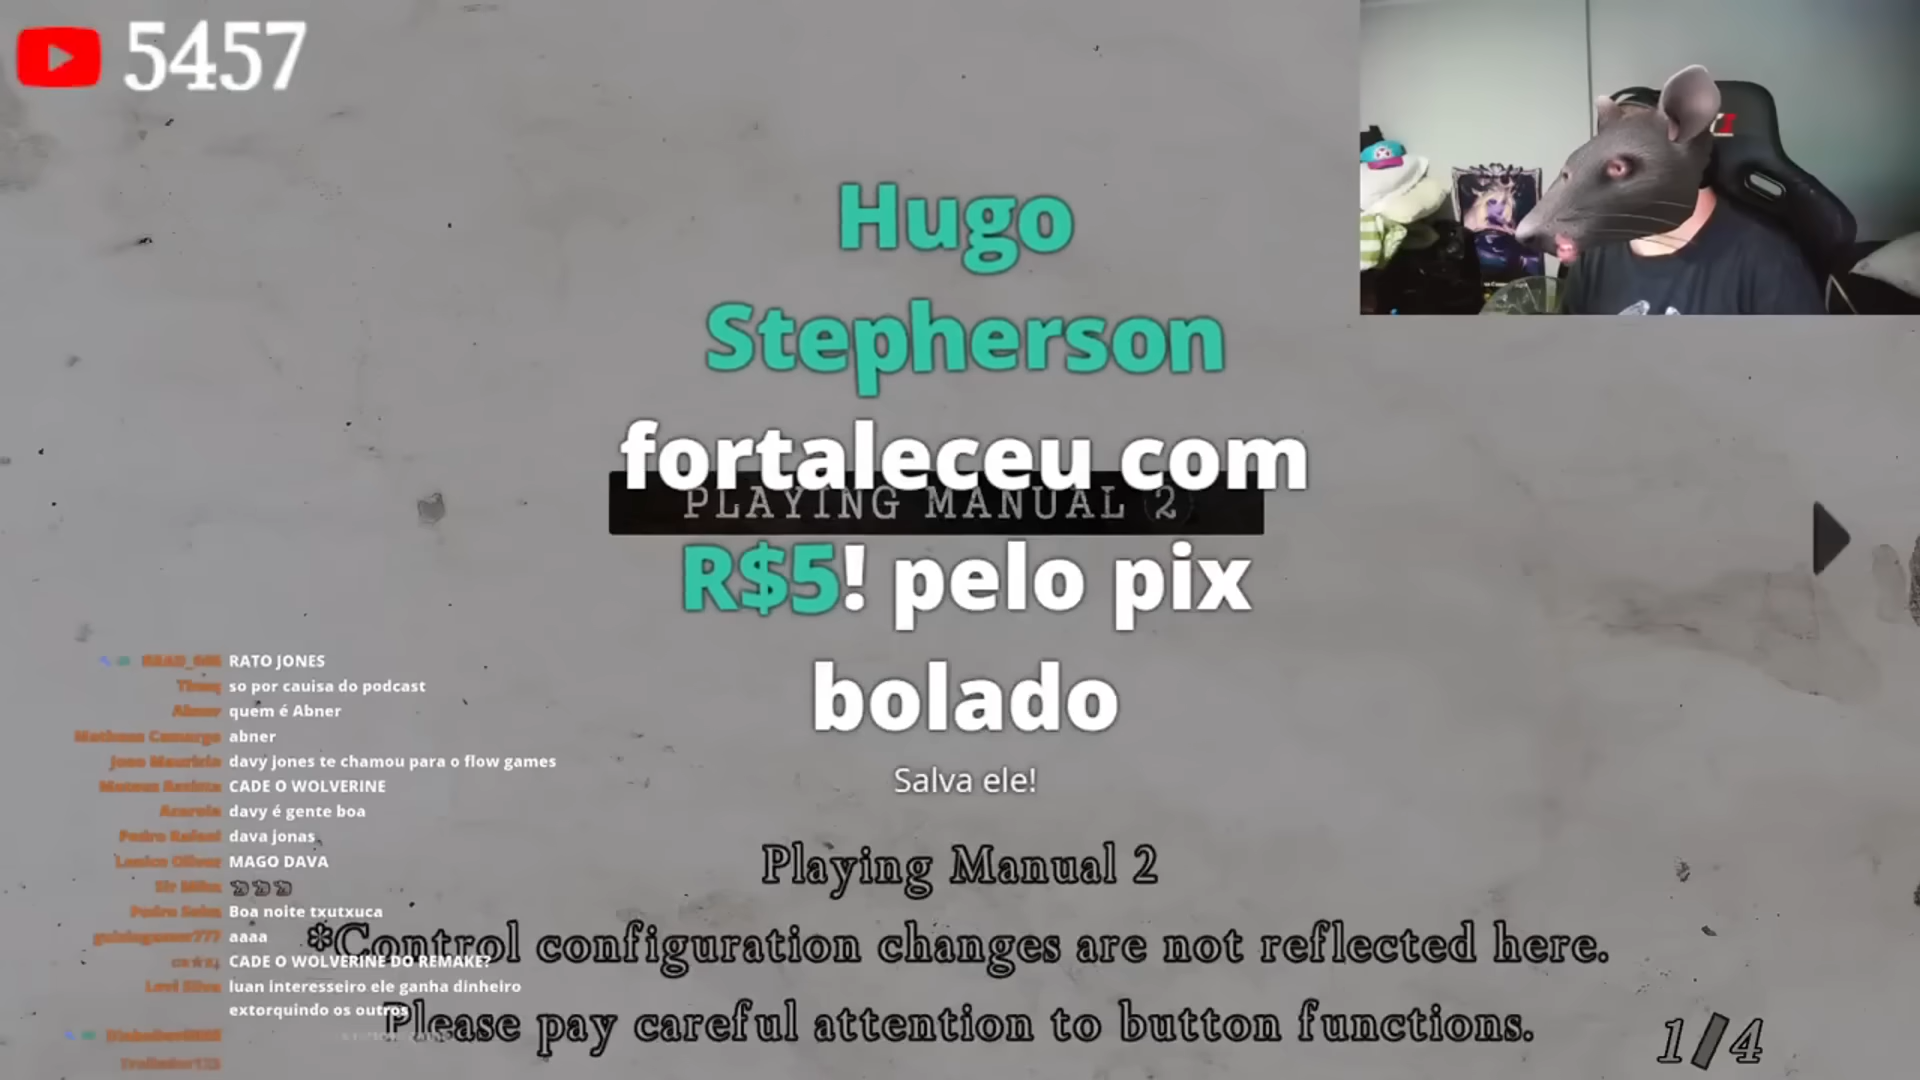 5457
Hugo
Stepherson
fortaleceu com
PLAYING MANUAL 2
R$5! pelo pix
bolado
Salva ele!
RATO JONES
so por cauisa do podcast
quem é Abner
abner
davy jones te chamou para o flow games
CADE O WOLVERINE
davy é gente boa
dava jonas
MAGO DAVA
Boa noite txutxuca
aaaa
CADE O WOLVERINE DO REMAKE?
luan interesseiro ele ganha dinheiro
extorquindo os outros
Playing Manual 2
*Control configuration changes are not reflected here.
Please pay careful attention to button functions.
1/4